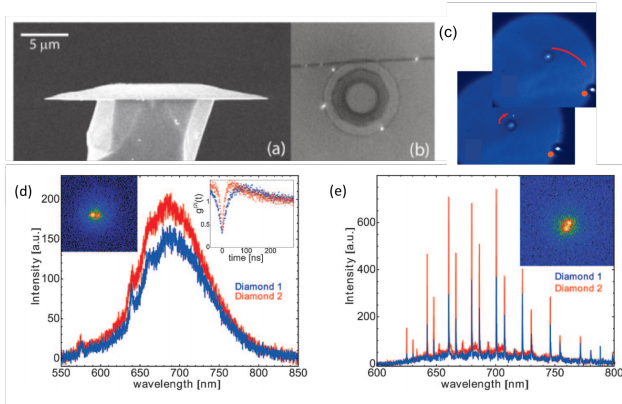 5 μm
(a)
(b)
(c)
(d)
200
150
100
50
0
Intensity [a.u.]
550
600
650
700
750
800
850
wavelength [nm]
Diamond 1
Diamond 2
g(2)(t)
1
0
0
100
200
time [ns]
(e)
600
400
200
0
Intensity [a.u.]
600
650
700
750
800
wavelength [nm]
Diamond 1
Diamond 2